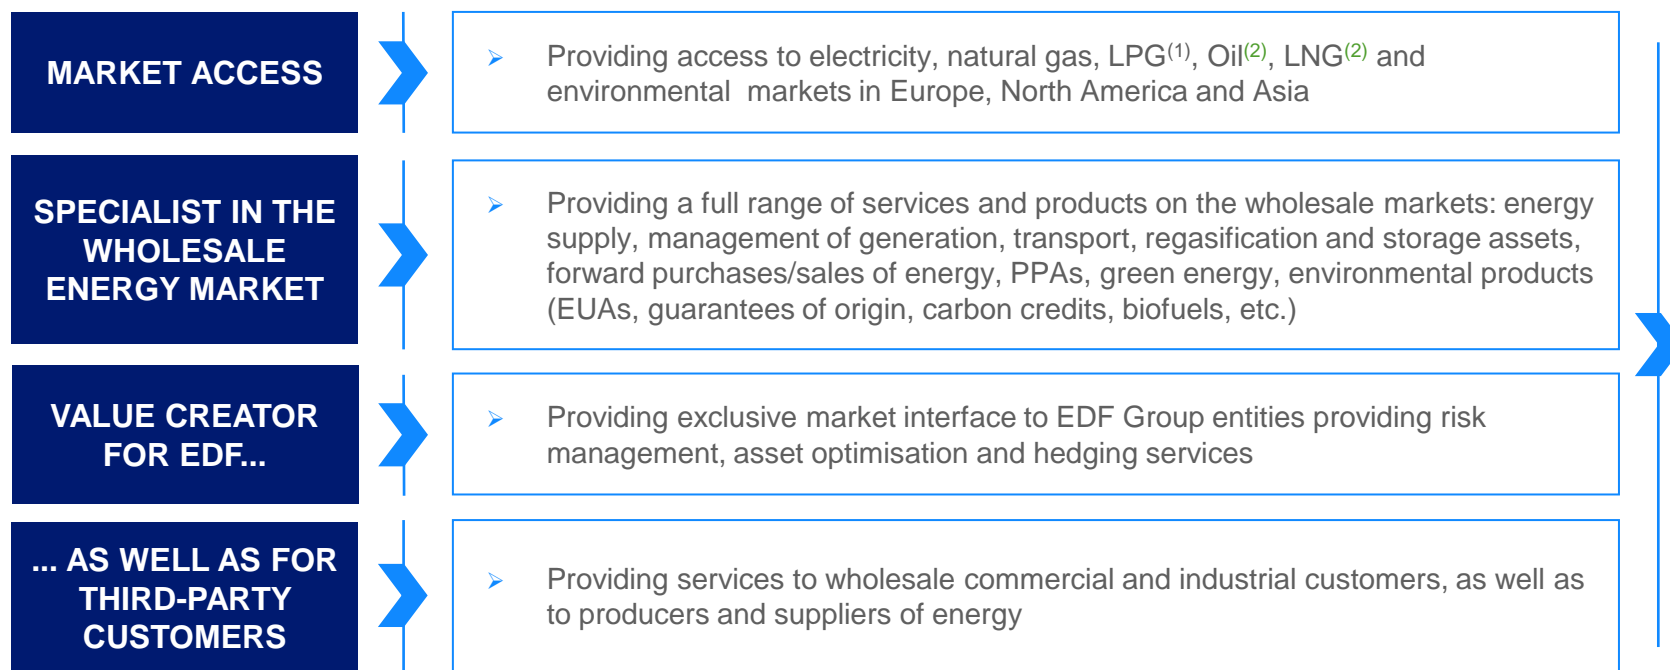 MARKET ACCESS
➢ Providing access to electricity, natural gas, LPG(1), Oil(2), LNG(2) and
environmental  markets in Europe, North America and Asia
SPECIALIST IN THE
WHOLESALE
ENERGY MARKET
➢ Providing a full range of services and products on the wholesale markets: energy
supply, management of generation, transport, regasification and storage assets,
forward purchases/sales of energy, PPAs, green energy, environmental products
(EUAs, guarantees of origin, carbon credits, biofuels, etc.)
VALUE CREATOR
FOR EDF...
➢ Providing exclusive market interface to EDF Group entities providing risk
management, asset optimisation and hedging services
... AS WELL AS FOR
THIRD-PARTY
CUSTOMERS
➢ Providing services to wholesale commercial and industrial customers, as well as
to producers and suppliers of energy